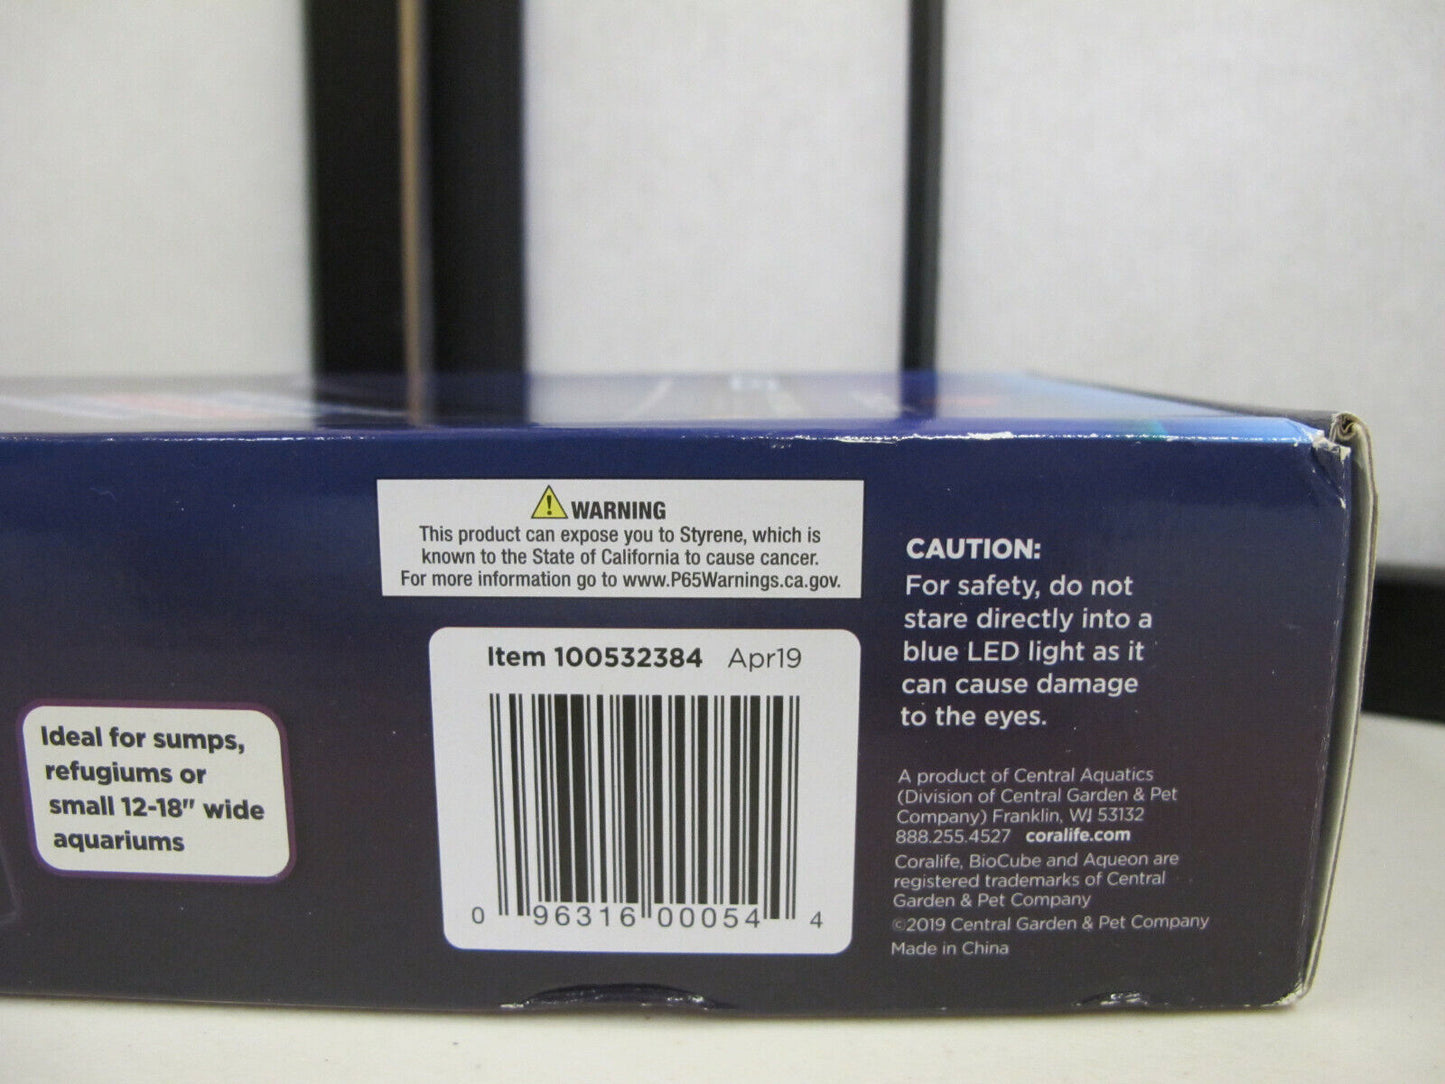 WARNING
This product can expose you to Styrene, which is
known to the State of California to cause cancer.
For more information go to www.P65Warnings.ca.gov.
Item 100532384 Apr19
0 96316 00054 4
Ideal for sumps,
refugiums or
small 12-18" wide
aquariums
CAUTION:
For safety, do not
stare directly into a
blue LED light as it
can cause damage
to the eyes.
A product of Central Aquatics
(Division of Central Garden & Pet
Company) Franklin, WI 53132
888.255.4527 coralife.com
Coralife, BioCube and Aqueon are
registered trademarks of Central
Garden & Pet Company
©2019 Central Garden & Pet Company
Made in China